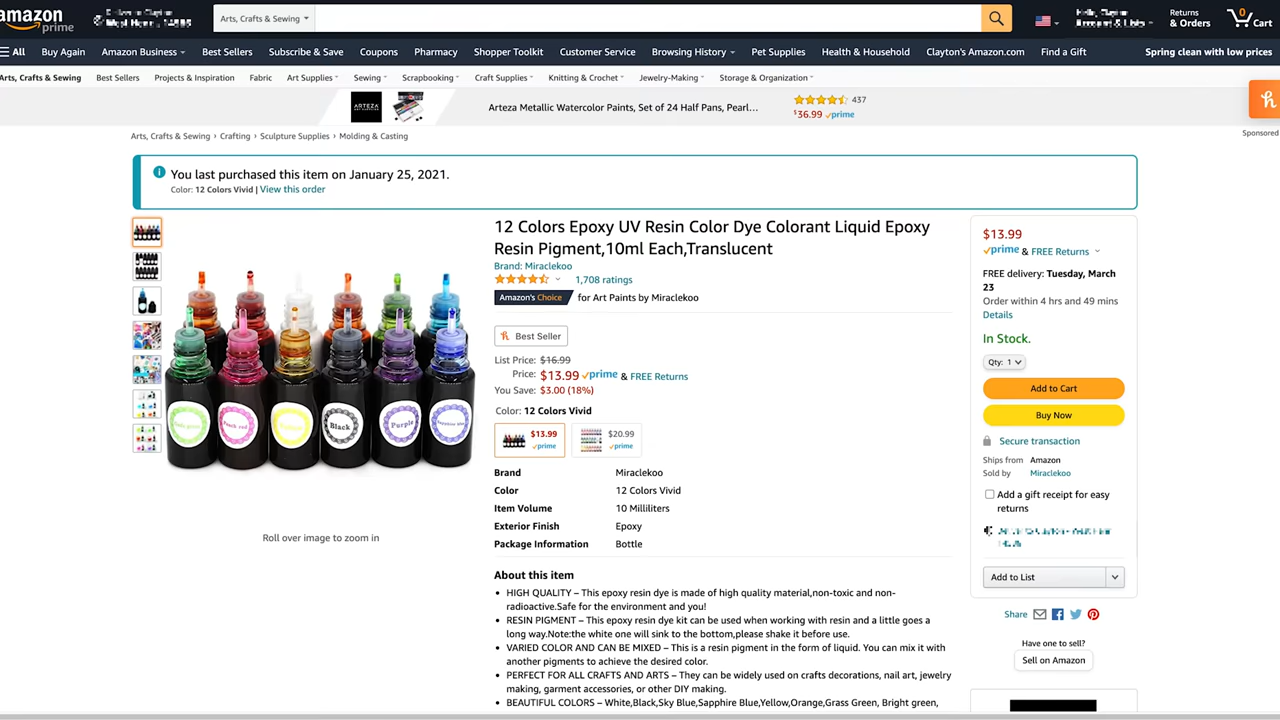 amazon
prime
Arts, Crafts & Sewing
Returns
& Orders
0
Cart
All
Buy Again
Amazon Business
Best Sellers
Subscribe & Save
Coupons
Pharmacy
Shopper Toolkit
Customer Service
Browsing History
Pet Supplies
Health & Household
Clayton's Amazon.com
Find a Gift
Spring clean with low prices
Arts, Crafts & Sewing
Best Sellers
Projects & Inspiration
Fabric
Art Supplies
Sewing
Scrapbooking
Craft Supplies
Knitting & Crochet
Jewelry-Making
Storage & Organization
ARTEZA
Arteza Metallic Watercolor Paints, Set of 24 Half Pans, Pearl...
437
$36.99 prime
Sponsored
Arts, Crafts & Sewing › Crafting › Sculpture Supplies › Molding & Casting
You last purchased this item on January 25, 2021.
Color: 12 Colors Vivid | View this order
12 Colors Epoxy UV Resin Color Dye Colorant Liquid Epoxy
Resin Pigment,10ml Each,Translucent
Brand: Miraclekoo
1,708 ratings
Amazon's Choice for Art Paints by Miraclekoo
Best Seller
List Price: $16.99
Price: $13.99 prime & FREE Returns
You Save: $3.00 (18%)
Color: 12 Colors Vivid
$13.99
prime
$20.99
prime
Brand Miraclekoo
Color 12 Colors Vivid
Item Volume 10 Milliliters
Exterior Finish Epoxy
Package Information Bottle
About this item
• HIGH QUALITY – This epoxy resin dye is made of high quality material,non-toxic and non-
radioactive.Safe for the environment and you!
• RESIN PIGMENT – This epoxy resin dye kit can be used when working with resin and a little goes a
long way.Note:the white one will sink to the bottom,please shake it before use.
• VARIED COLOR AND CAN BE MIXED – This is a resin pigment in the form of liquid. You can mix it with
another pigments to achieve the desired color.
• PERFECT FOR ALL CRAFTS AND ARTS – They can be widely used on crafts decorations, nail art, jewelry
making, garment accessories, or other DIY making.
• BEAUTIFUL COLORS – White,Black,Sky Blue,Sapphire Blue,Yellow,Orange,Grass Green, Bright green,
Peach red
Black
Purple
Sapphire blue
Roll over image to zoom in
$13.99
prime & FREE Returns
FREE delivery: Tuesday, March
23
Order within 4 hrs and 49 mins
Details
In Stock.
Qty: 1
Add to Cart
Buy Now
Secure transaction
Ships from Amazon
Sold by Miraclekoo
Add a gift receipt for easy
returns
Add to List
Share
Have one to sell?
Sell on Amazon